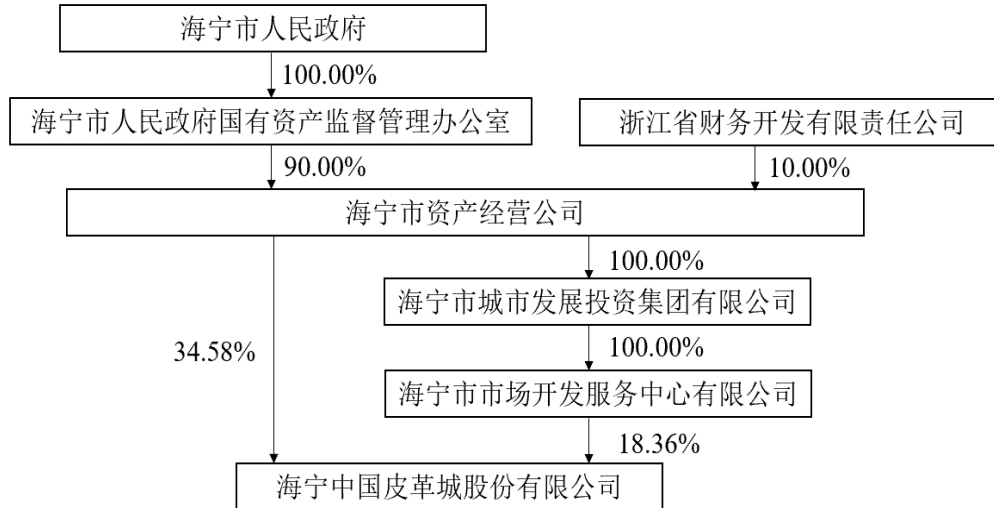 海宁市人民政府
100.00%
海宁市人民政府国有资产监督管理办公室
浙江省财务开发有限责任公司
90.00%
10.00%
海宁市资产经营公司
100.00%
海宁市城市发展投资集团有限公司
34.58%
100.00%
海宁市市场开发服务中心有限公司
18.36%
海宁中国皮革城股份有限公司